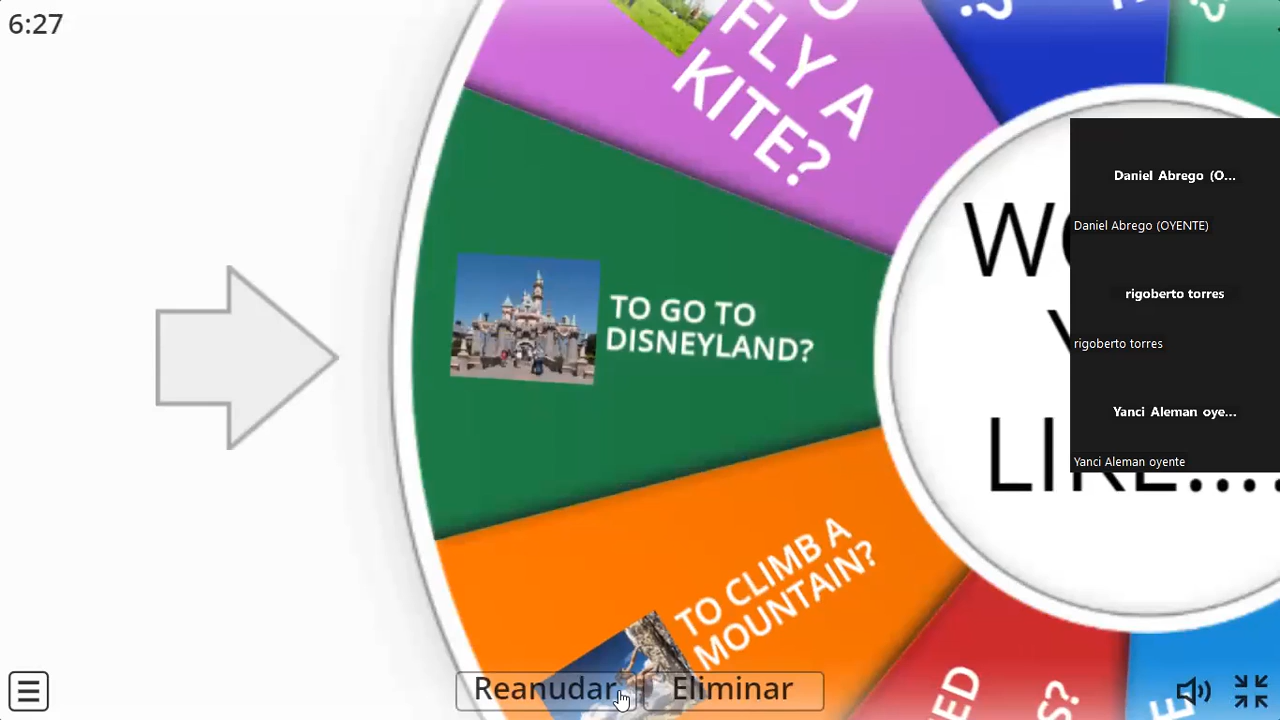 6:27
FLY A
KITE?
TO GO TO
DISNEYLAND?
TO CLIMB A
MOUNTAIN?
LIKE....
Daniel Abrego (O...
Daniel Abrego (OYENTE)
rigoberto torres
rigoberto torres
Yanci Aleman oye...
Yanci Aleman oyente
Reanudar
Eliminar